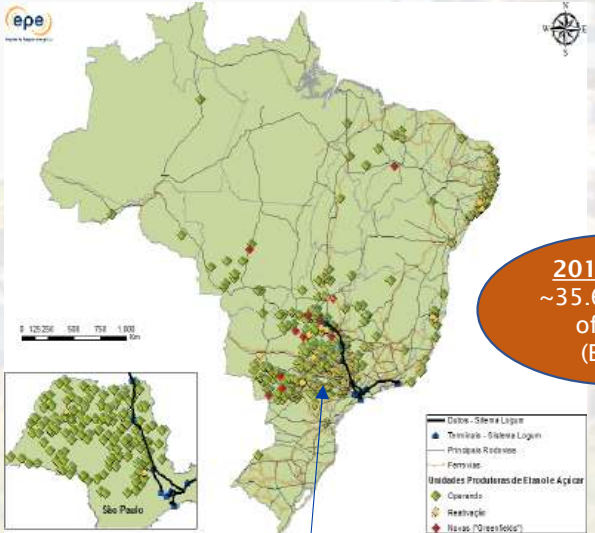 epe
N
W
E
S
201
~35.6
of
(E
0 125 250 500 750 1.000
Km
São Paulo
Dutos - Sistema Logum
Terminais - Sistema Logum
Principais Rodovias
Ferrovias
Unidades Produtoras de Etanol e Açúcar
Operando
Reativação
Novas ("Greenfields")